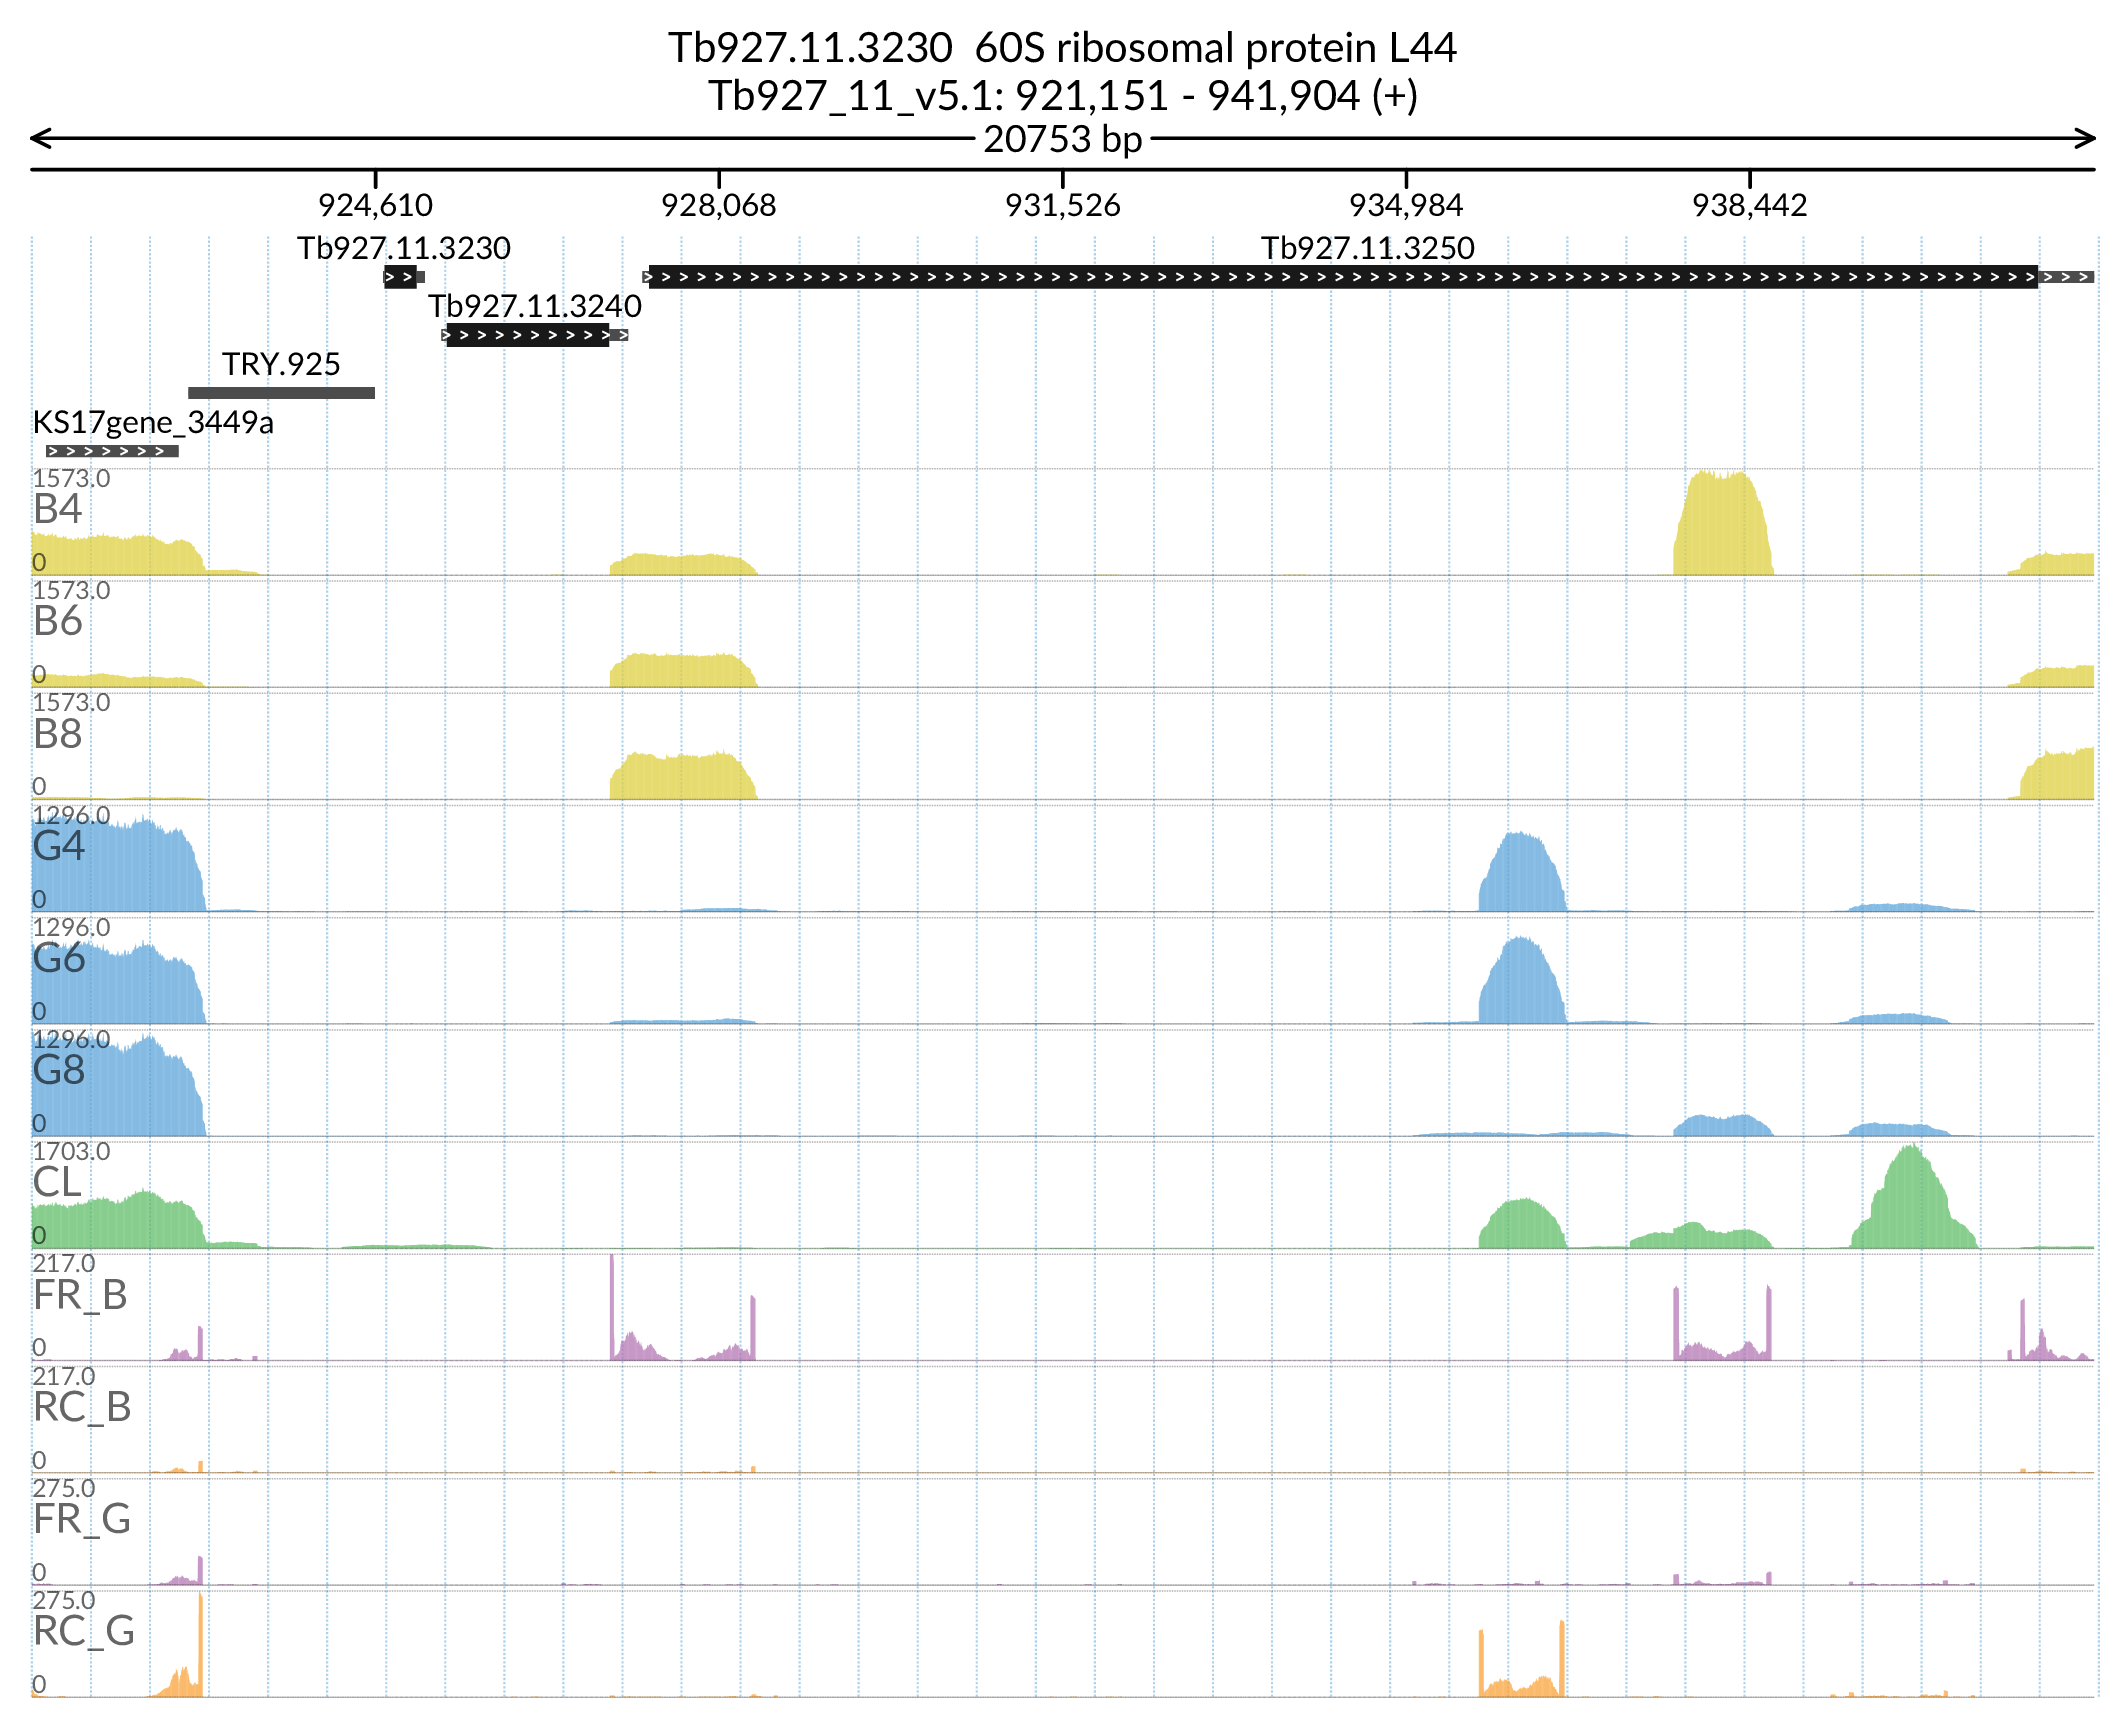 Tb927.11.3230  60S ribosomal protein L44
Tb927_11_v5.1: 921,151 - 941,904 (+)
20753 bp
924,610 928,068 931,526 934,984 938,442
Tb927.11.3230 Tb927.11.3250
Tb927.11.3240
TRY.925
KS17gene_3449a
1573.0
B4
0
1573.0
B6
0
1573.0
B8
0
1296.0
G4
0
1296.0
G6
0
1296.0
G8
0
1703.0
CL
0
217.0
FR_B
0
217.0
RC_B
0
275.0
FR_G
0
275.0
RC_G
0